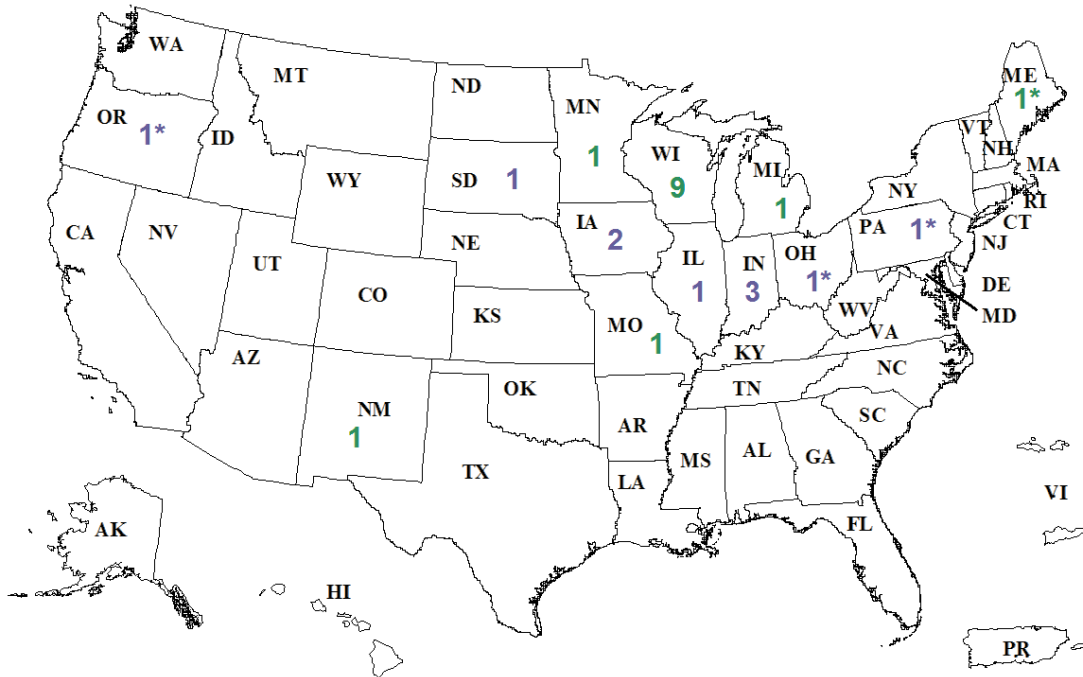 WA
MT
ND
MN
ME
1*
OR
1*
ID
VT
NH
WI
9
MI
1
1
MA
WY
SD
1
NY
RI
CT
CA
NV
NE
IA
2
PA
1*
NJ
UT
CO
IL
1
IN
3
OH
1*
DE
MD
KS
MO
1
WV
VA
KY
AZ
NM
1
OK
TN
NC
AR
SC
TX
MS
AL
GA
LA
VI
FL
AK
HI
PR